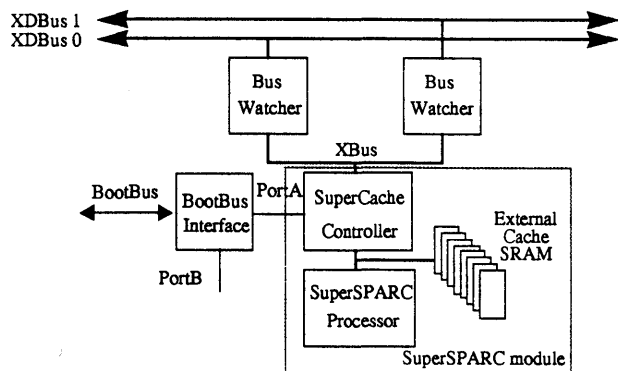 XDBus 1
XDBus 0
Bus
Watcher
Bus
Watcher
XBus
BootBus
BootBus
Interface
PortA
SuperCache
Controller
External
Cache
SRAM
PortB
SuperSPARC
Processor
SuperSPARC module